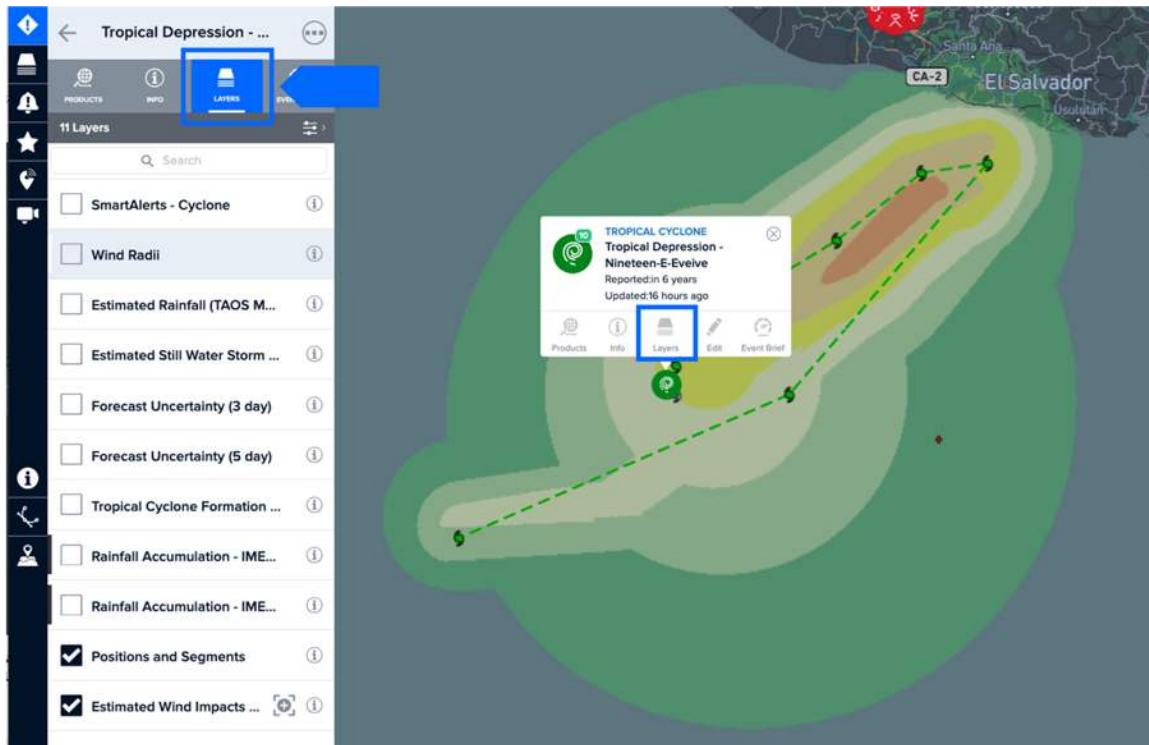 Tropical Depression - ...
PRODUCTS
INFO
LAYERS
11 Layers
Search
SmartAlerts - Cyclone
Wind Radii
Estimated Rainfall (TAOS M...
Estimated Still Water Storm ...
Forecast Uncertainty (3 day)
Forecast Uncertainty (5 day)
Tropical Cyclone Formation ...
Rainfall Accumulation - IME...
Rainfall Accumulation - IME...
Positions and Segments
Estimated Wind Impacts ...
Santa Ana
CA-2
El Salvador
Usulután
10
TROPICAL CYCLONE
Tropical Depression -
Nineteen-E-Eveive
Reported:in 6 years
Updated:16 hours ago
Products Info Layers Edit Event Brief